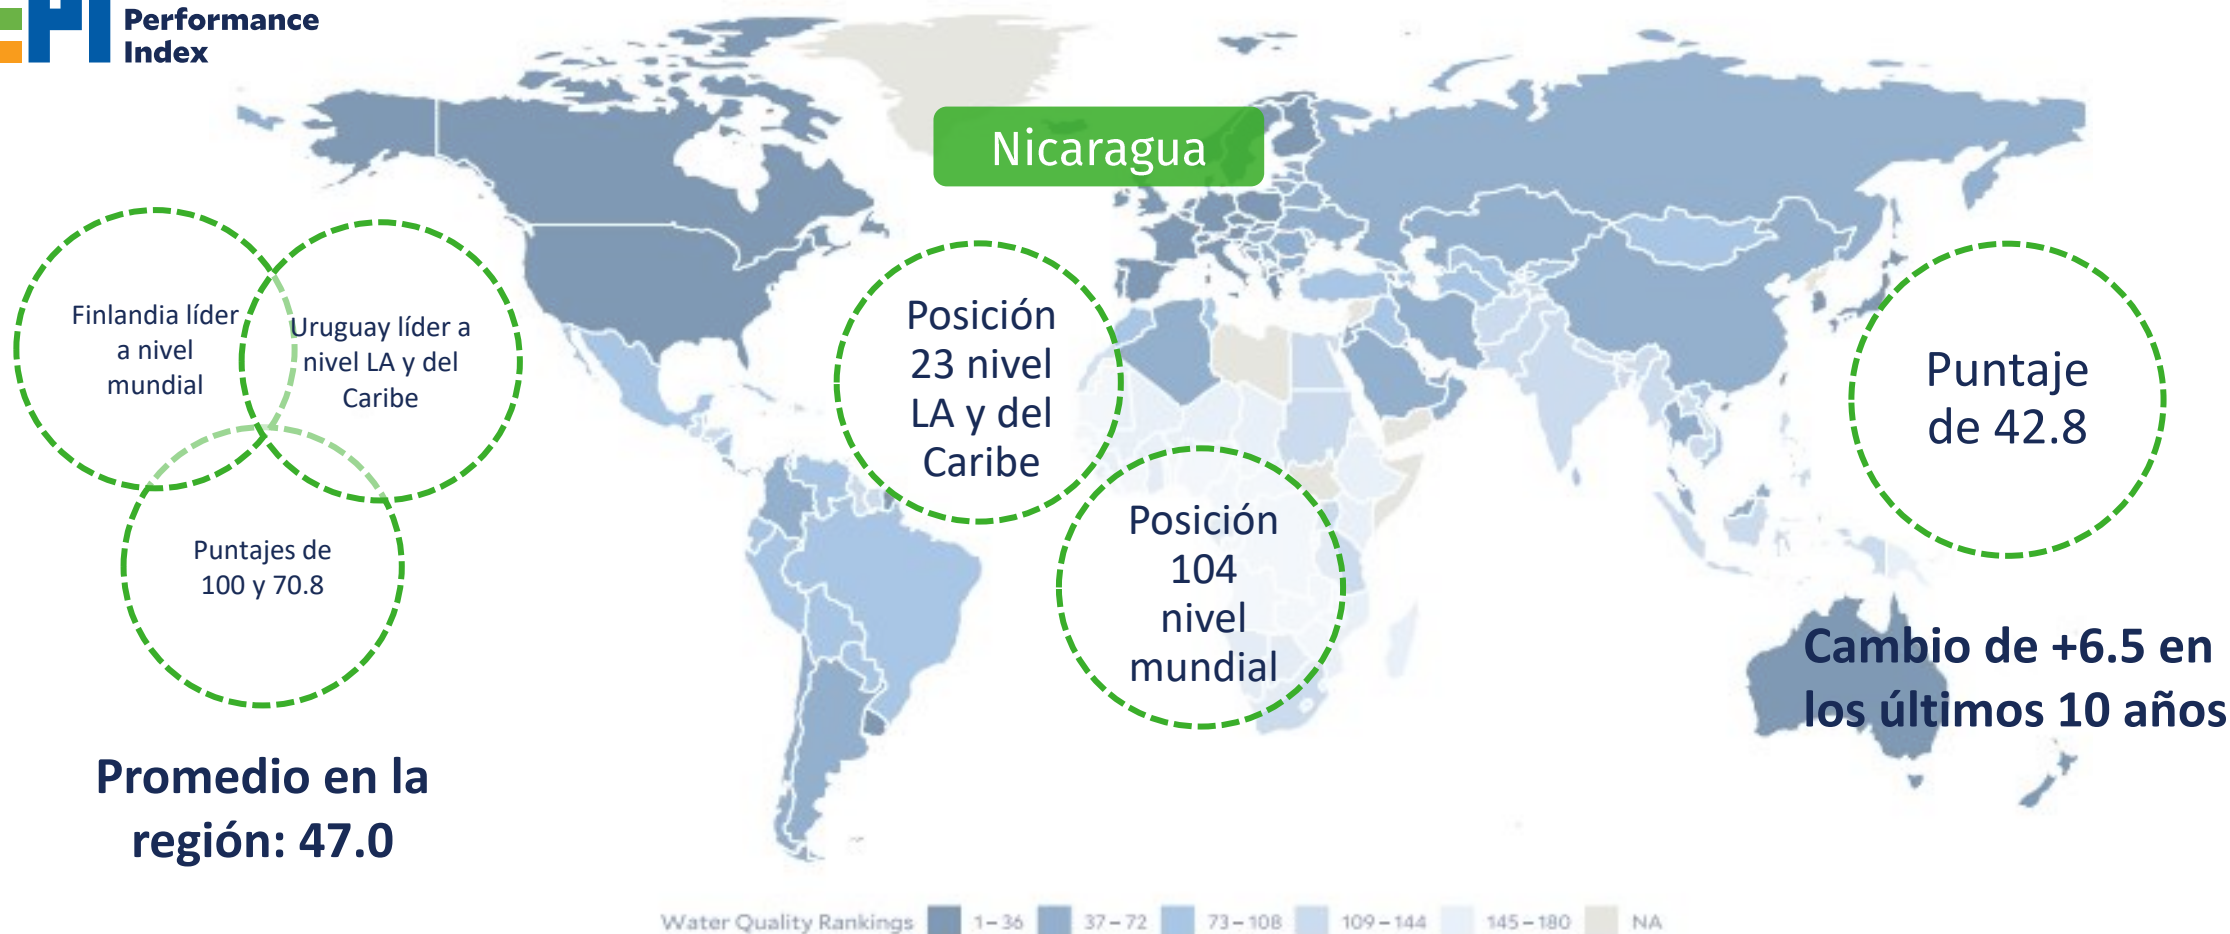 EPI Performance
Index
Nicaragua
Finlandia líder
a nivel
mundial
Uruguay líder a
nivel LA y del
Caribe
Puntajes de
100 y 70.8
Promedio en la
región: 47.0
Posición
23 nivel
LA y del
Caribe
Posición
104
nivel
mundial
Puntaje
de 42.8
Cambio de +6.5 en
los últimos 10 años
Water Quality Rankings 1–36 37–72 73–108 109–144 145–180 NA